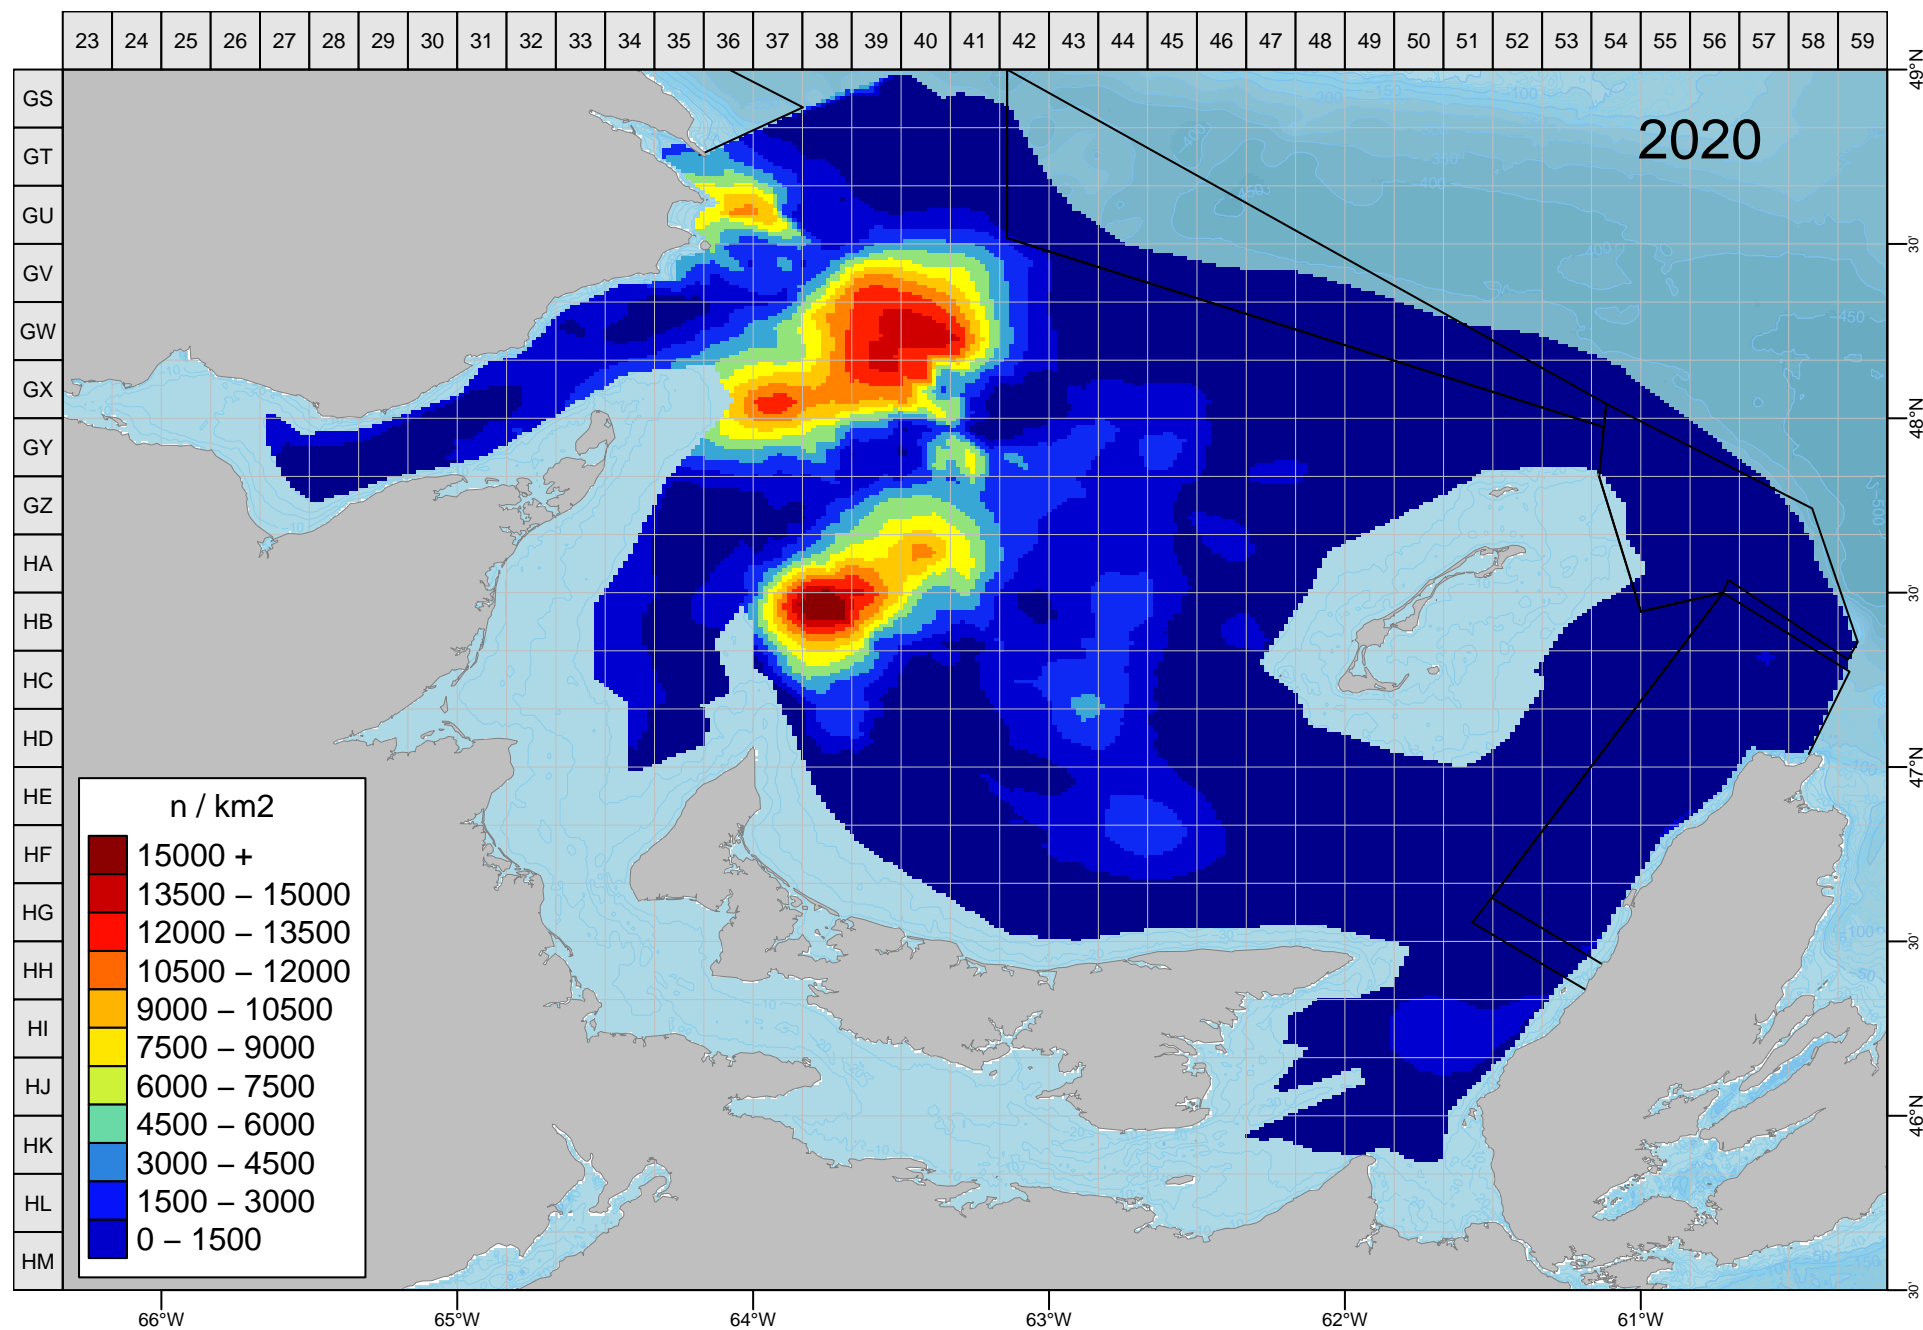 23 24 25 26 27 28 29 30 31 32 33 34 35 36 37 38 39 40 41 42 43 44 45 46 47 48 49 50 51 52 53 54 55 56 57 58 59
GS
GT
GU
GV
GW
GX
GY
GZ
HA
HB
HC
HD
HE
HF
HG
HH
HI
HJ
HK
HL
HM
2020
n / km2
15000 +
13500 – 15000
12000 – 13500
10500 – 12000
9000 – 10500
7500 – 9000
6000 – 7500
4500 – 6000
3000 – 4500
1500 – 3000
0 – 1500
49°N
30'
48°N
30'
47°N
30'
46°N
30'
66°W 65°W 64°W 63°W 62°W 61°W